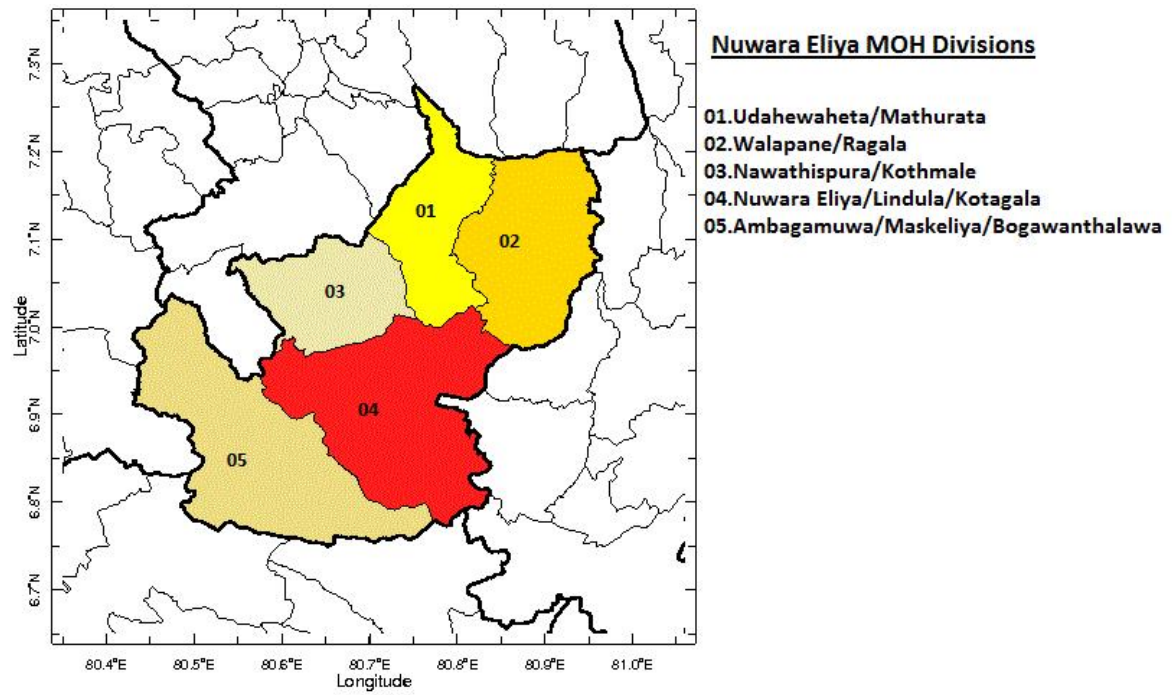 Nuwara Eliya MOH Divisions
01.Udahewaheta/Mathurata
02.Walapane/Ragala
03.Nawathispura/Kothmale
04.Nuwara Eliya/Lindula/Kotagala
05.Ambagamuwa/Maskeliya/Bogawanthalawa
7.3°N
7.2°N
7.1°N
7.0°N
6.9°N
6.8°N
6.7°N
Latitude
01
02
03
04
05
80.4°E 80.5°E 80.6°E 80.7°E 80.8°E 80.9°E 81.0°E
Longitude